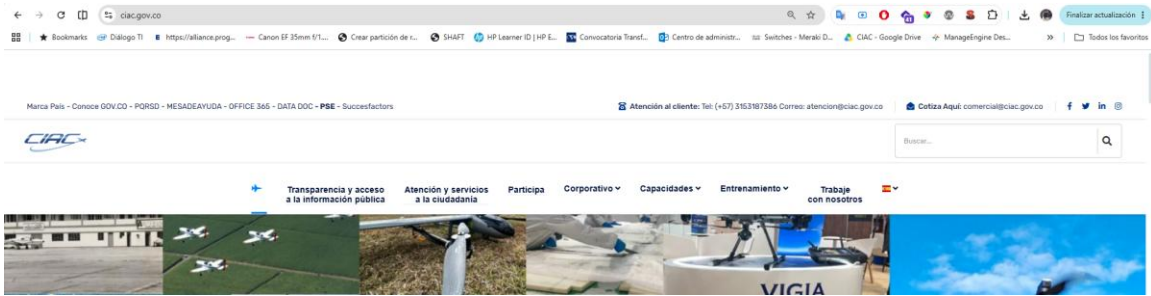 ciac.gov.co
Finalizar actualización
Bookmarks Diálogo TI https://alliance.prog... Canon EF 35mm f/1.... Crear partición de r... SHAFT HP Learner ID | HP E... Convocatoria Transf... Centro de administr... Switches - Meraki D... CIAC - Google Drive ManageEngine Des... » Todos los favoritos
Marca País - Conoce GOV.CO - PQRSD - MESADEAYUDA - OFFICE 365 - DATA DOC - PSE - Succesfactors
Atención al cliente: Tel: (+57) 3153187386 Correo: atencion@ciac.gov.co
Cotiza Aquí: comercial@ciac.gov.co
CIAC
Buscar...
Transparencia y acceso
a la información pública
Atención y servicios
a la ciudadanía
Participa
Corporativo
Capacidades
Entrenamiento
Trabaje
con nosotros
VIGIA